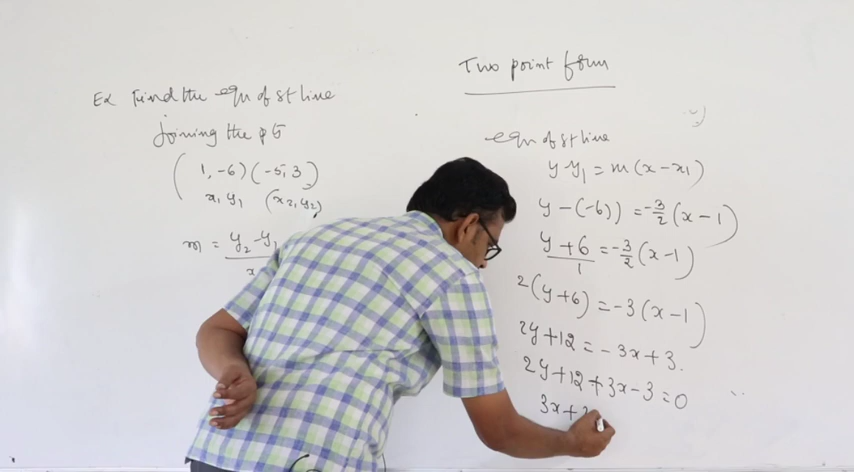 Two point form
Ex Find the eqn of st line
joining the pts
(1, -6) (-5, 3)
x1 y1 (x2, y2)
m = y2 - y1
x
eqn of st line
y - y1 = m(x - x1)
y - (-6)) = -3/2 (x - 1)
y + 6 / 1 = -3/2 (x - 1)
2(y + 6) = -3(x - 1)
2y + 12 = -3x + 3.
2y + 12 + 3x - 3 = 0
3x +